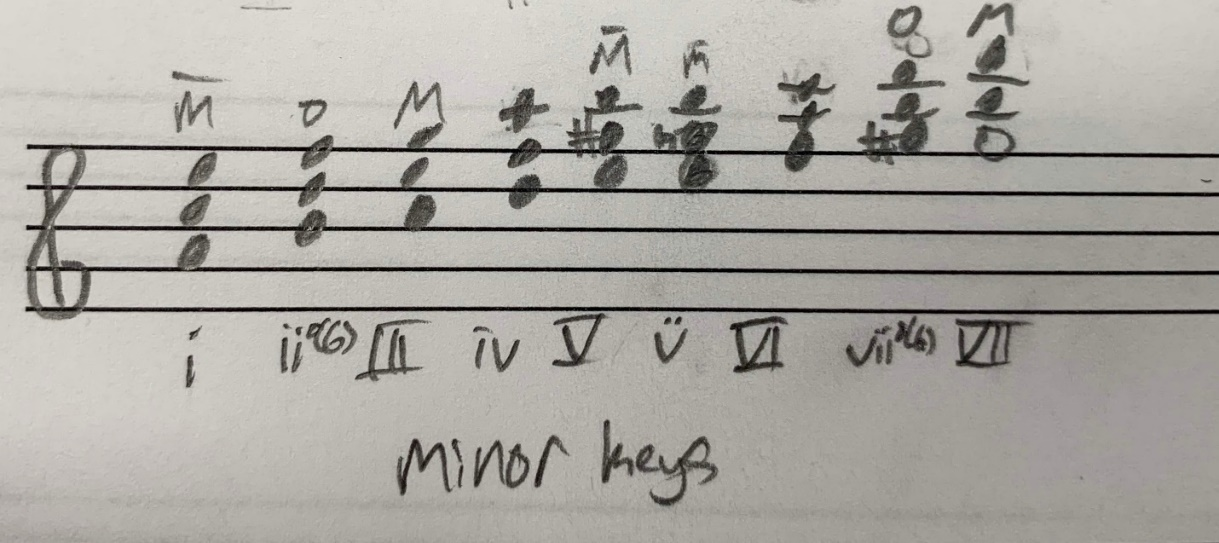 M o M M m o M
i ii°(6) III iv V v VI vii°(6) VII
Minor keys